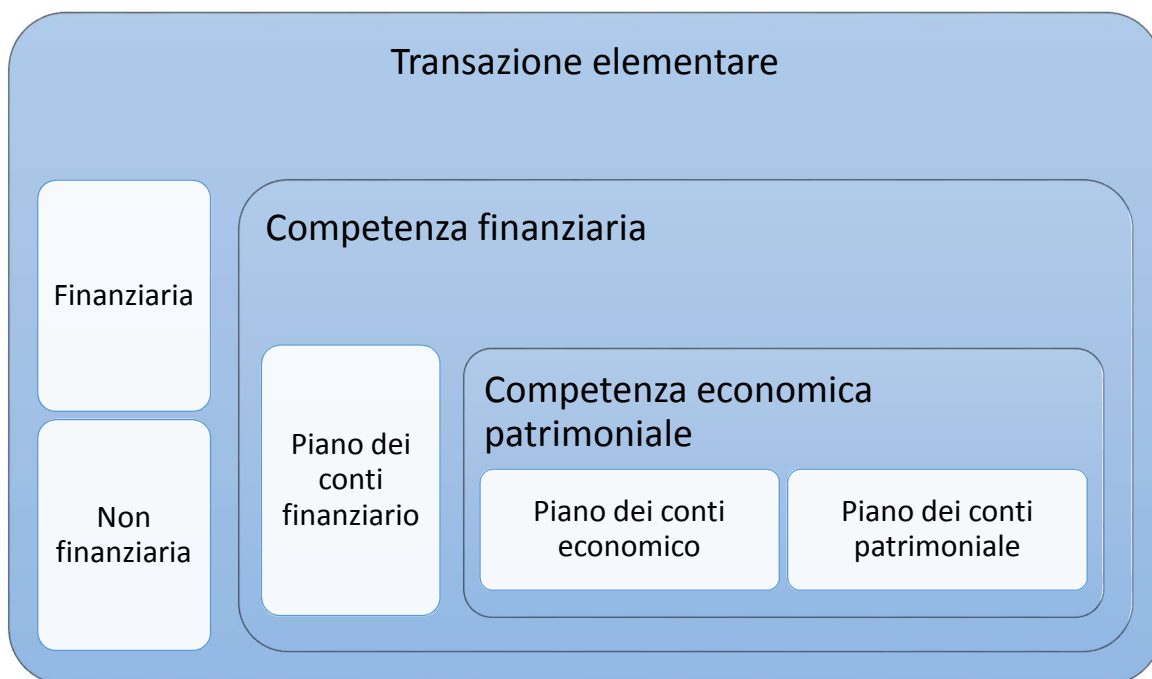 Transazione elementare
Finanziaria
Non
finanziaria
Competenza finanziaria
Piano dei
conti
finanziario
Competenza economica
patrimoniale
Piano dei conti
economico
Piano dei conti
patrimoniale